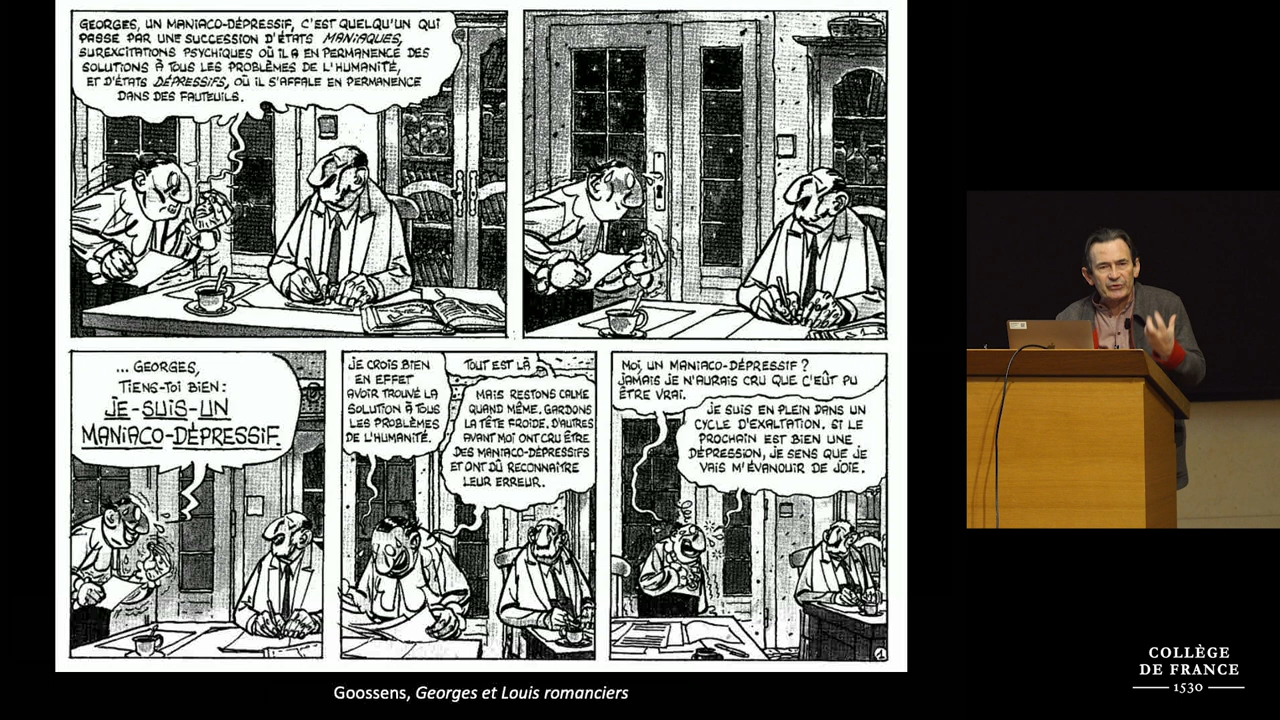 GEORGES, UN MANIACO-DÉPRESSIF, C'EST QUELQU'UN QUI
PASSE PAR UNE SUCCESSION D'ÉTATS MANIAQUES,
SUREXCITATIONS PSYCHIQUES OÙ IL A EN PERMANENCE DES
SOLUTIONS À TOUS LES PROBLÈMES DE L'HUMANITÉ,
ET D'ÉTATS DÉPRESSIFS, OÙ IL S'AFFALE EN PERMANENCE
DANS DES FAUTEUILS.
... GEORGES,
TIENS-TOI BIEN :
JE-SUIS-UN
MANIACO-DÉPRESSIF.
JE CROIS BIEN
EN EFFET
AVOIR TROUVÉ LA
SOLUTION À TOUS
LES PROBLÈMES
DE L'HUMANITÉ.
TOUT EST LÀ
MAIS RESTONS CALME
QUAND MÊME. GARDONS
LA TÊTE FROIDE. D'AUTRES
AVANT MOI ONT CRU ÊTRE
DES MANIACO-DÉPRESSIFS
ET ONT DÛ RECONNAITRE
LEUR ERREUR.
MOI, UN MANIACO-DÉPRESSIF ?
JAMAIS JE N'AURAIS CRU QUE C'EÛT PU
ÊTRE VRAI.
JE SUIS EN PLEIN DANS UN
CYCLE D'EXALTATION. SI LE
PROCHAIN EST BIEN UNE
DÉPRESSION, JE SENS QUE JE
VAIS M'ÉVANOUIR DE JOIE.
1
Goossens, Georges et Louis romanciers
COLLÈGE
DE FRANCE
1530